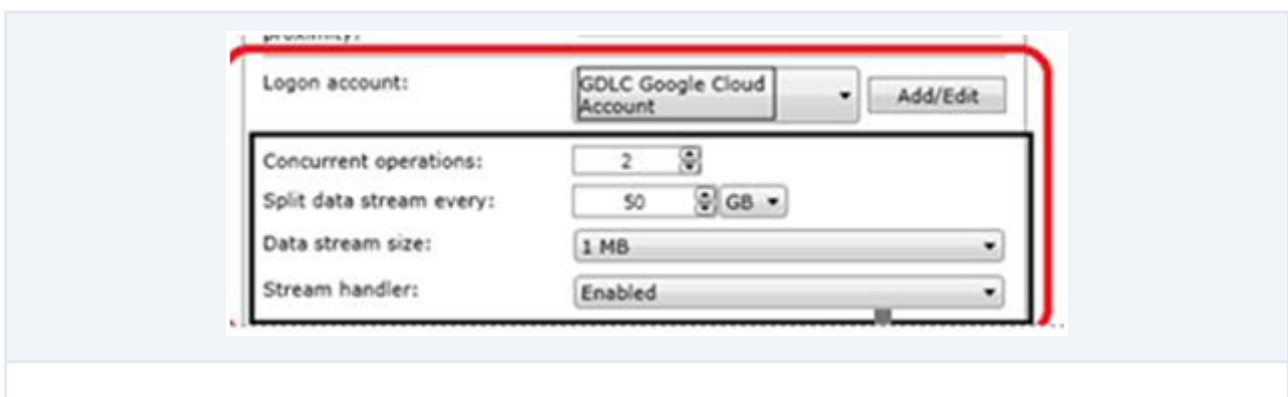 proximity:
Logon account:
GDLC Google Cloud
Account
Add/Edit
Concurrent operations:
2
Split data stream every:
50
GB
Data stream size:
1 MB
Stream handler:
Enabled